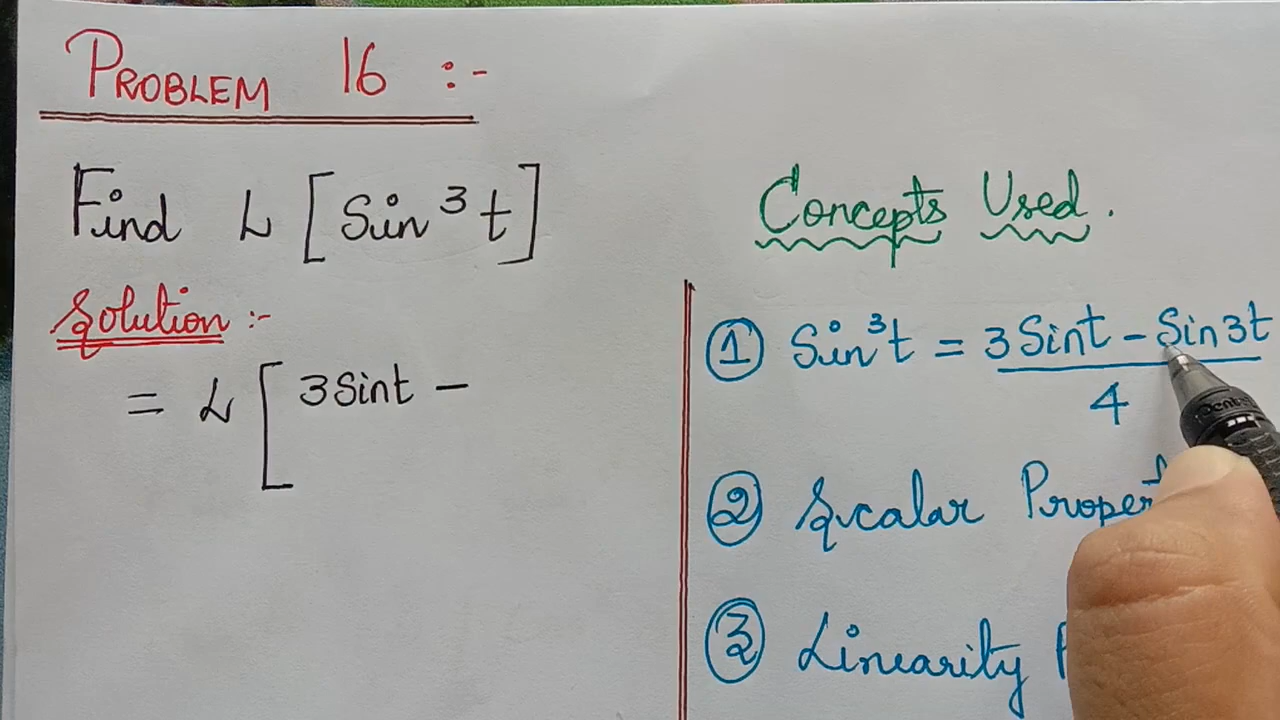 PROBLEM 16 :-
Find L [Sin³t]
Solution :-
= L [ 3Sint -
Concepts Used.
① Sin³t = 3Sint - Sin3t
4
② Scalar
③ Linearity